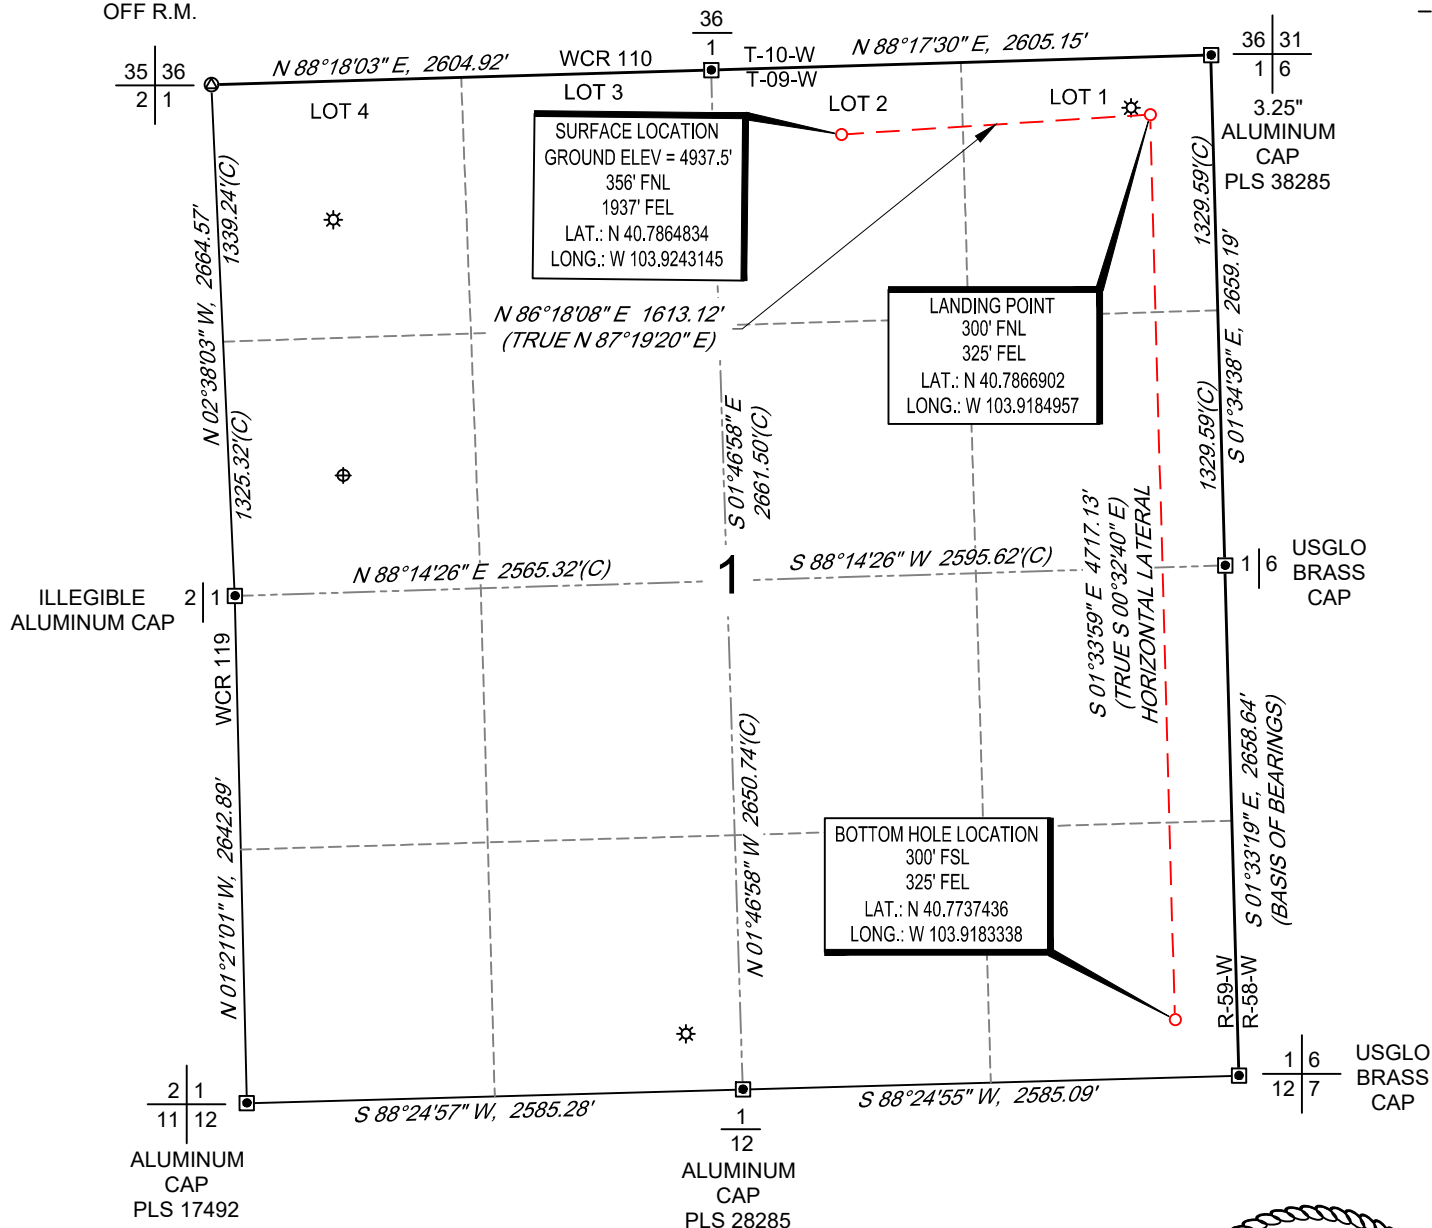 OFF R.M.
36
1
T-10-W
T-09-W
N 88°18'03" E, 2604.92'
WCR 110
N 88°17'30" E, 2605.15'
35 36
2 1
36 31
1 6
3.25"
ALUMINUM
CAP
PLS 38285
LOT 4
LOT 3
LOT 2
LOT 1
SURFACE LOCATION
GROUND ELEV = 4937.5'
356' FNL
1937' FEL
LAT.: N 40.7864834
LONG.: W 103.9243145
N 02°38'03" W, 2664.57'
1339.24'(C)
1325.32'(C)
1329.59'(C)
1329.59'(C)
S 01°34'38" E, 2659.19'
N 86°18'08" E 1613.12'
(TRUE N 87°19'20" E)
LANDING POINT
300' FNL
325' FEL
LAT.: N 40.7866902
LONG.: W 103.9184957
S 01°46'58" E
2661.50'(C)
S 01°33'59" E 4717.13'
(TRUE S 00°32'40" E)
HORIZONTAL LATERAL
N 88°14'26" E 2565.32'(C)
1
S 88°14'26" W 2595.62'(C)
ILLEGIBLE
ALUMINUM CAP
2 1
1 6
USGLO
BRASS
CAP
WCR 119
N 01°21'01" W, 2642.89'
N 01°46'58" W 2650.74'(C)
S 01°33'19" E, 2658.64'
(BASIS OF BEARINGS)
BOTTOM HOLE LOCATION
300' FSL
325' FEL
LAT.: N 40.7737436
LONG.: W 103.9183338
R-59-W
R-58-W
2 1
11 12
ALUMINUM
CAP
PLS 17492
S 88°24'57" W, 2585.28'
1
12
ALUMINUM
CAP
PLS 28285
S 88°24'55" W, 2585.09'
1 6
12 7
USGLO
BRASS
CAP